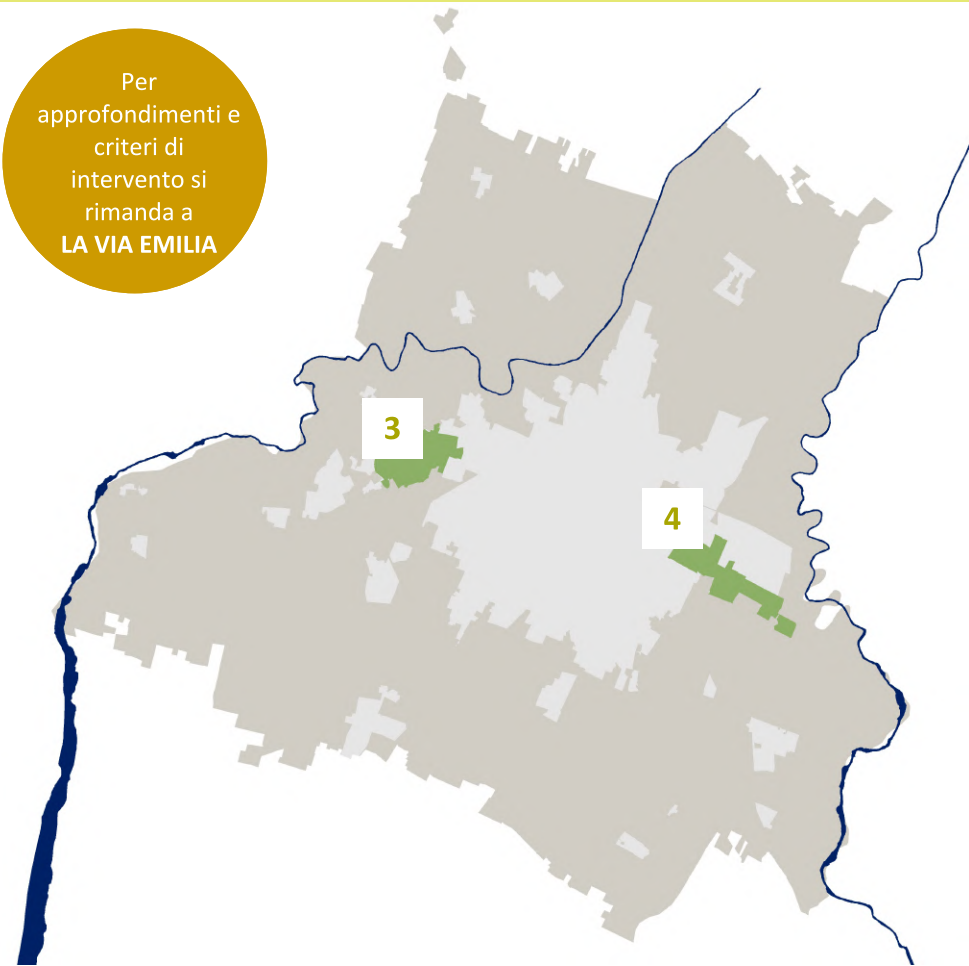 Per
approfondimenti e
criteri di
intervento si
rimanda a
LA VIA EMILIA
3
4